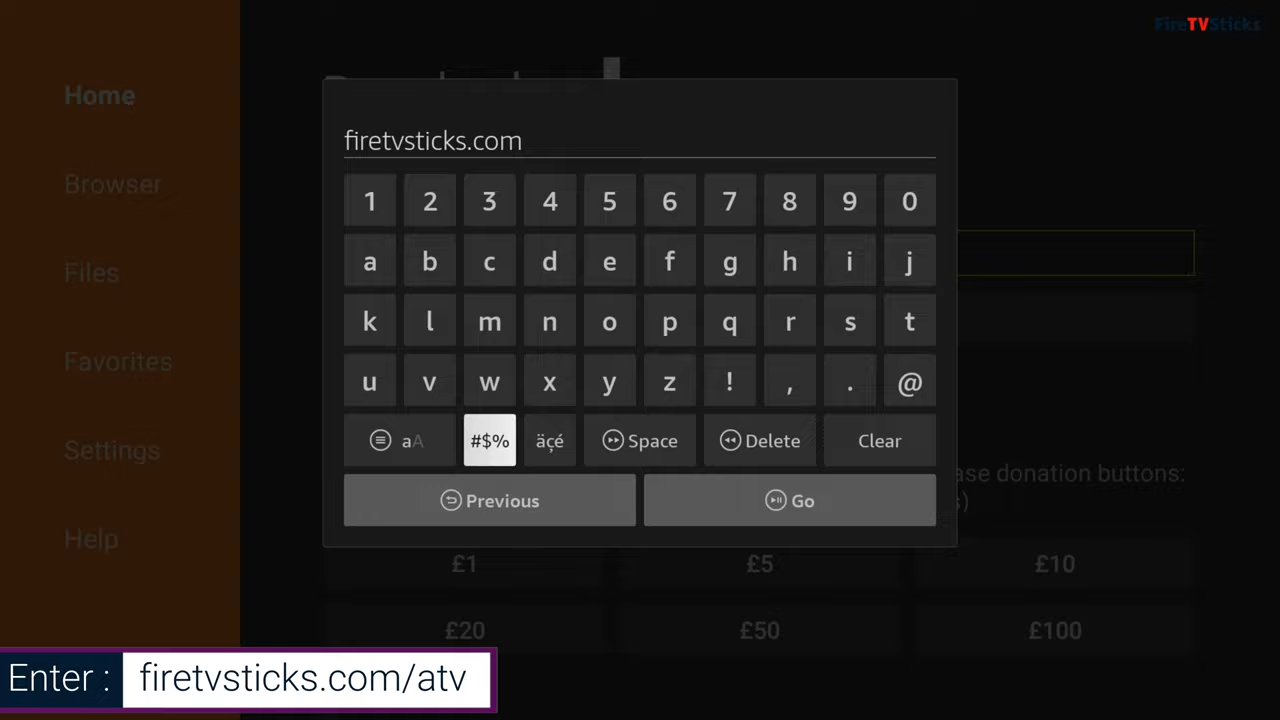 FireTVSticks
Home
Browser
Files
Favorites
Settings
Help
firetvsticks.com
1 2 3 4 5 6 7 8 9 0
a b c d e f g h i j
k l m n o p q r s t
u v w x y z ! , . @
aA #$% äçé Space Delete Clear
Previous Go
ase donation buttons:
s)
£1 £5 £10
£20 £50 £100
Enter : firetvsticks.com/atv